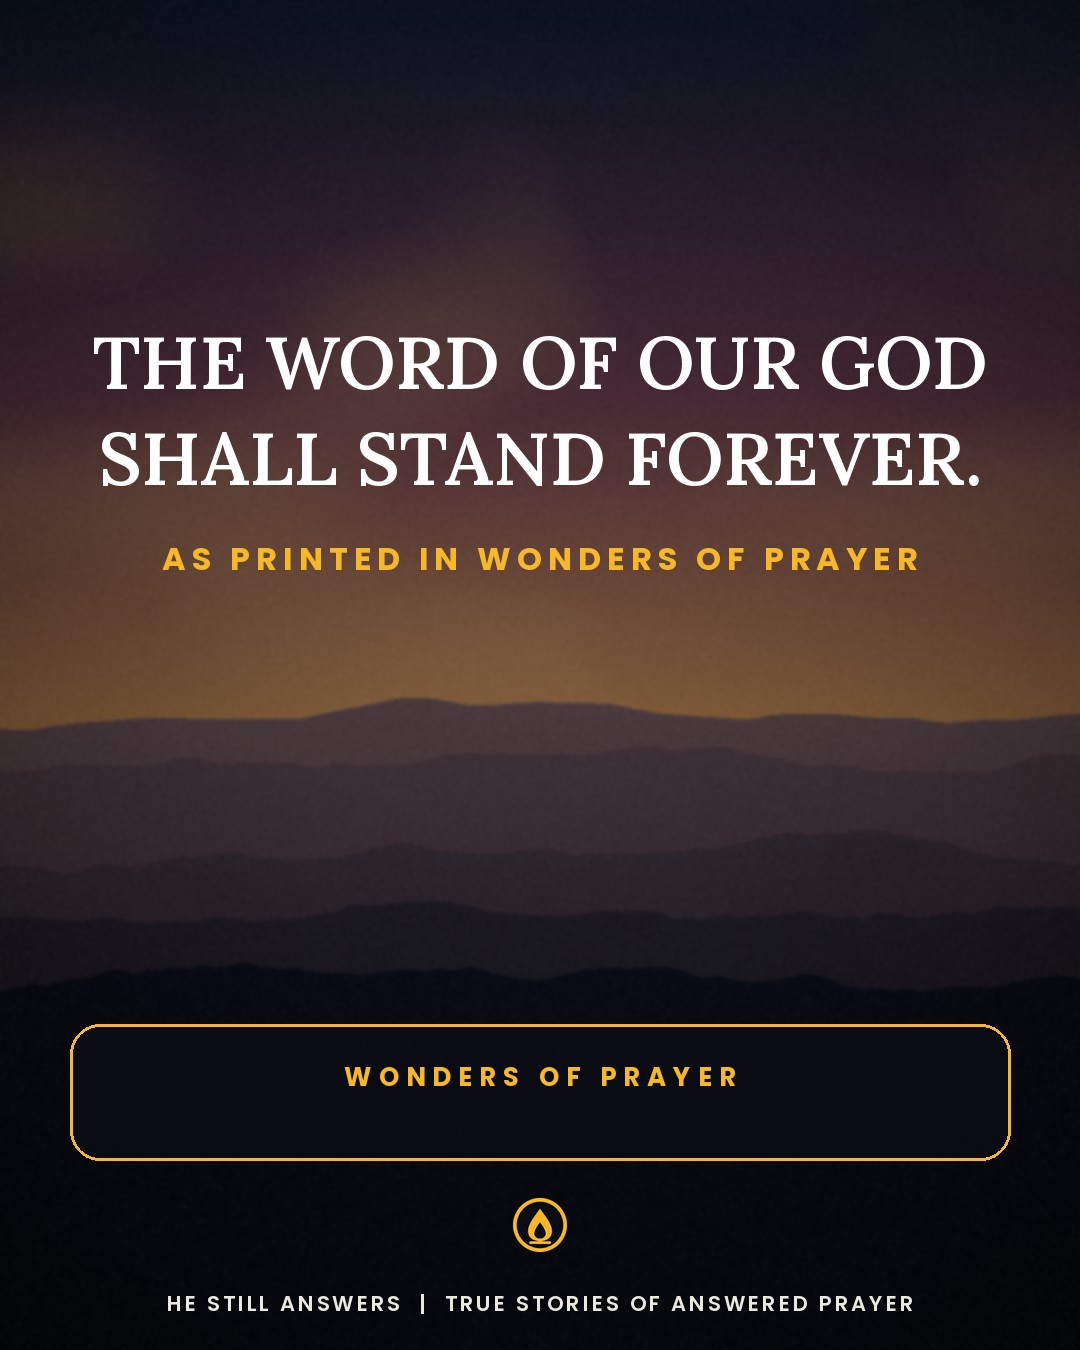 THE WORD OF OUR GOD
SHALL STAND FOREVER.
AS PRINTED IN WONDERS OF PRAYER
WONDERS OF PRAYER
HE STILL ANSWERS | TRUE STORIES OF ANSWERED PRAYER